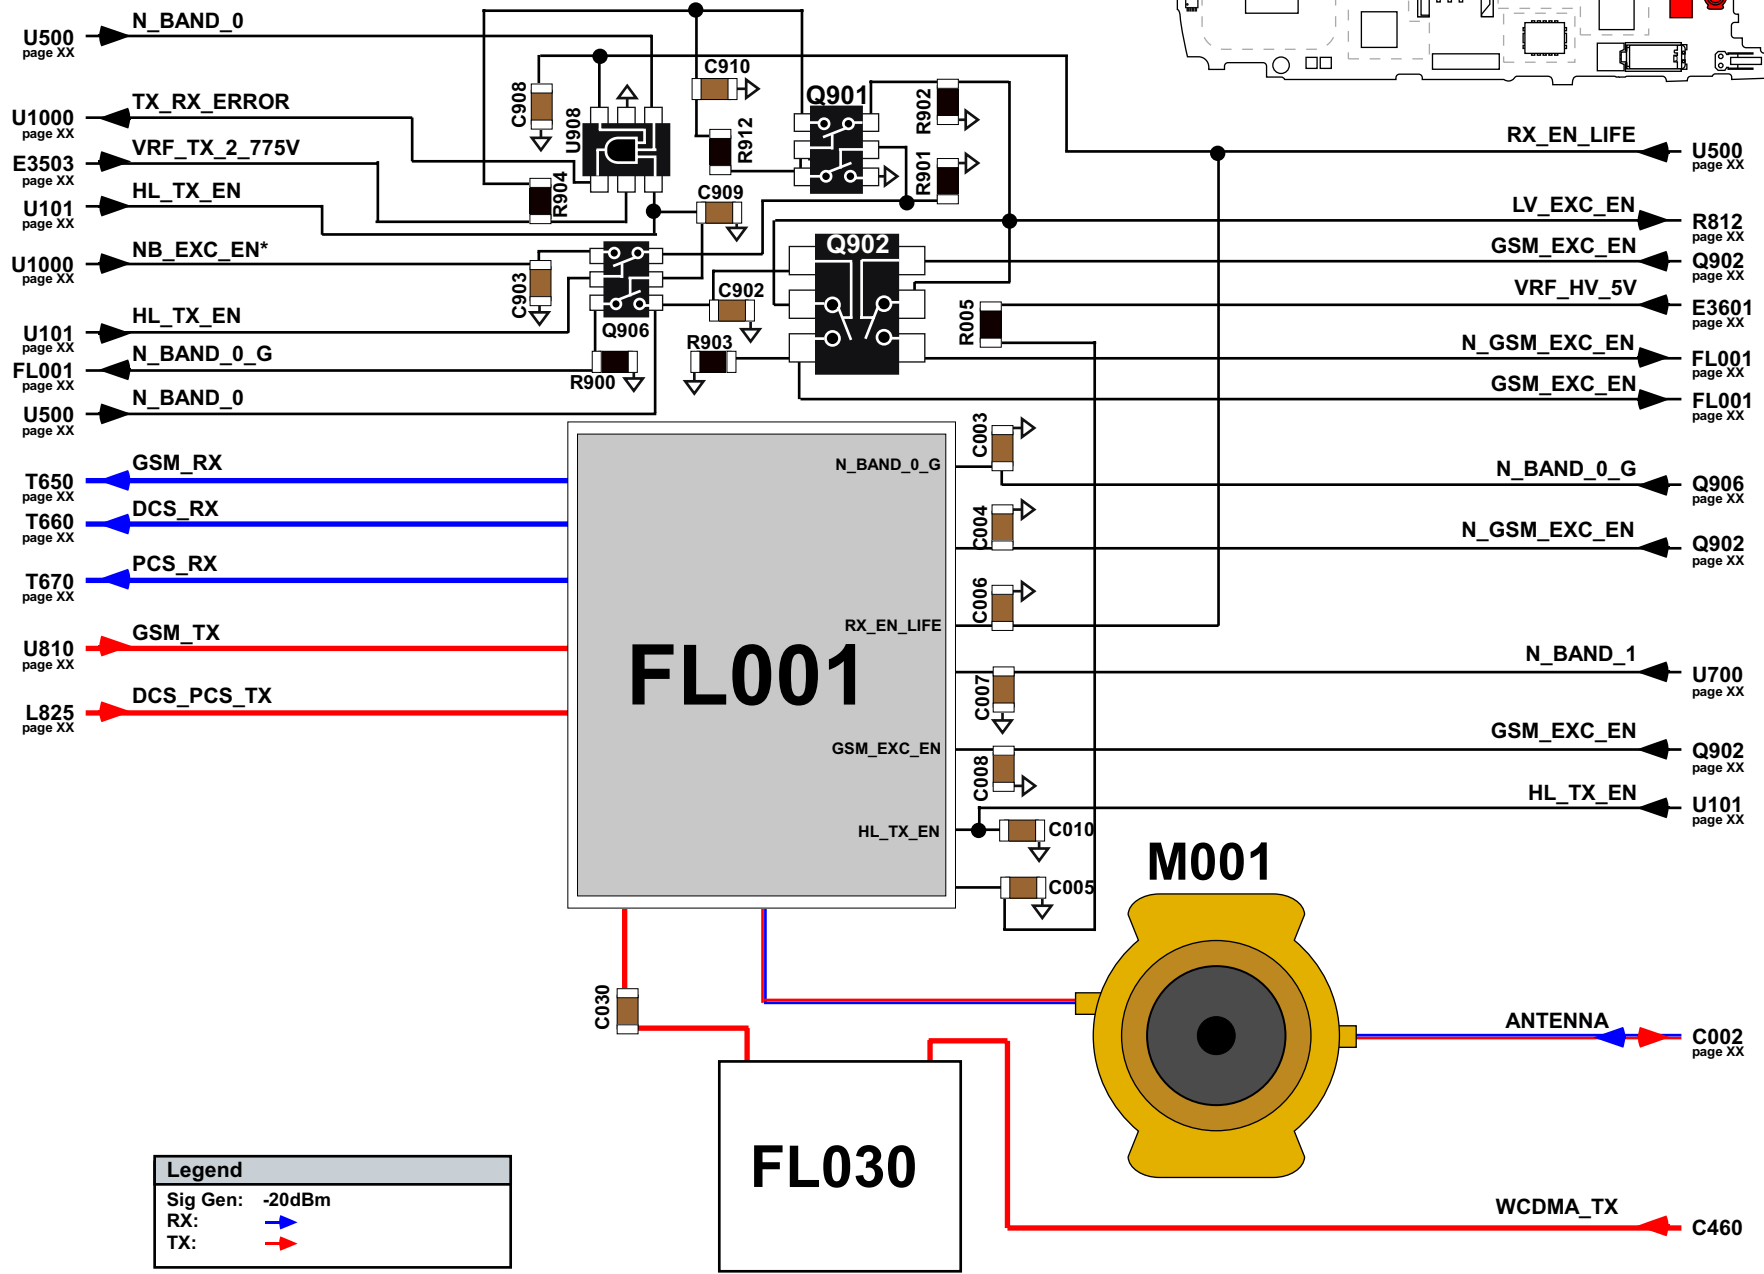 U500
page XX
N_BAND_0
U1000
page XX
TX_RX_ERROR
E3503
page XX
VRF_TX_2_775V
U101
page XX
HL_TX_EN
U1000
page XX
NB_EXC_EN*
U101
page XX
HL_TX_EN
FL001
page XX
N_BAND_0_G
U500
page XX
N_BAND_0
T650
page XX
GSM_RX
T660
page XX
DCS_RX
T670
page XX
PCS_RX
U810
page XX
GSM_TX
L825
page XX
DCS_PCS_TX
C908
U908
C910
R912
Q901
R902
R901
R904
C909
C903
Q906
C902
Q902
R005
R903
R900
C003
C004
C006
C007
C008
C010
C005
N_BAND_0_G
RX_EN_LIFE
FL001
GSM_EXC_EN
HL_TX_EN
RX_EN_LIFE
U500
page XX
LV_EXC_EN
R812
page XX
GSM_EXC_EN
Q902
page XX
VRF_HV_5V
E3601
page XX
N_GSM_EXC_EN
FL001
page XX
GSM_EXC_EN
FL001
page XX
N_BAND_0_G
Q906
page XX
N_GSM_EXC_EN
Q902
page XX
N_BAND_1
U700
page XX
GSM_EXC_EN
Q902
page XX
HL_TX_EN
U101
page XX
M001
C030
ANTENNA
C002
page XX
FL030
WCDMA_TX
C460
Legend
Sig Gen: -20dBm
RX:
TX: